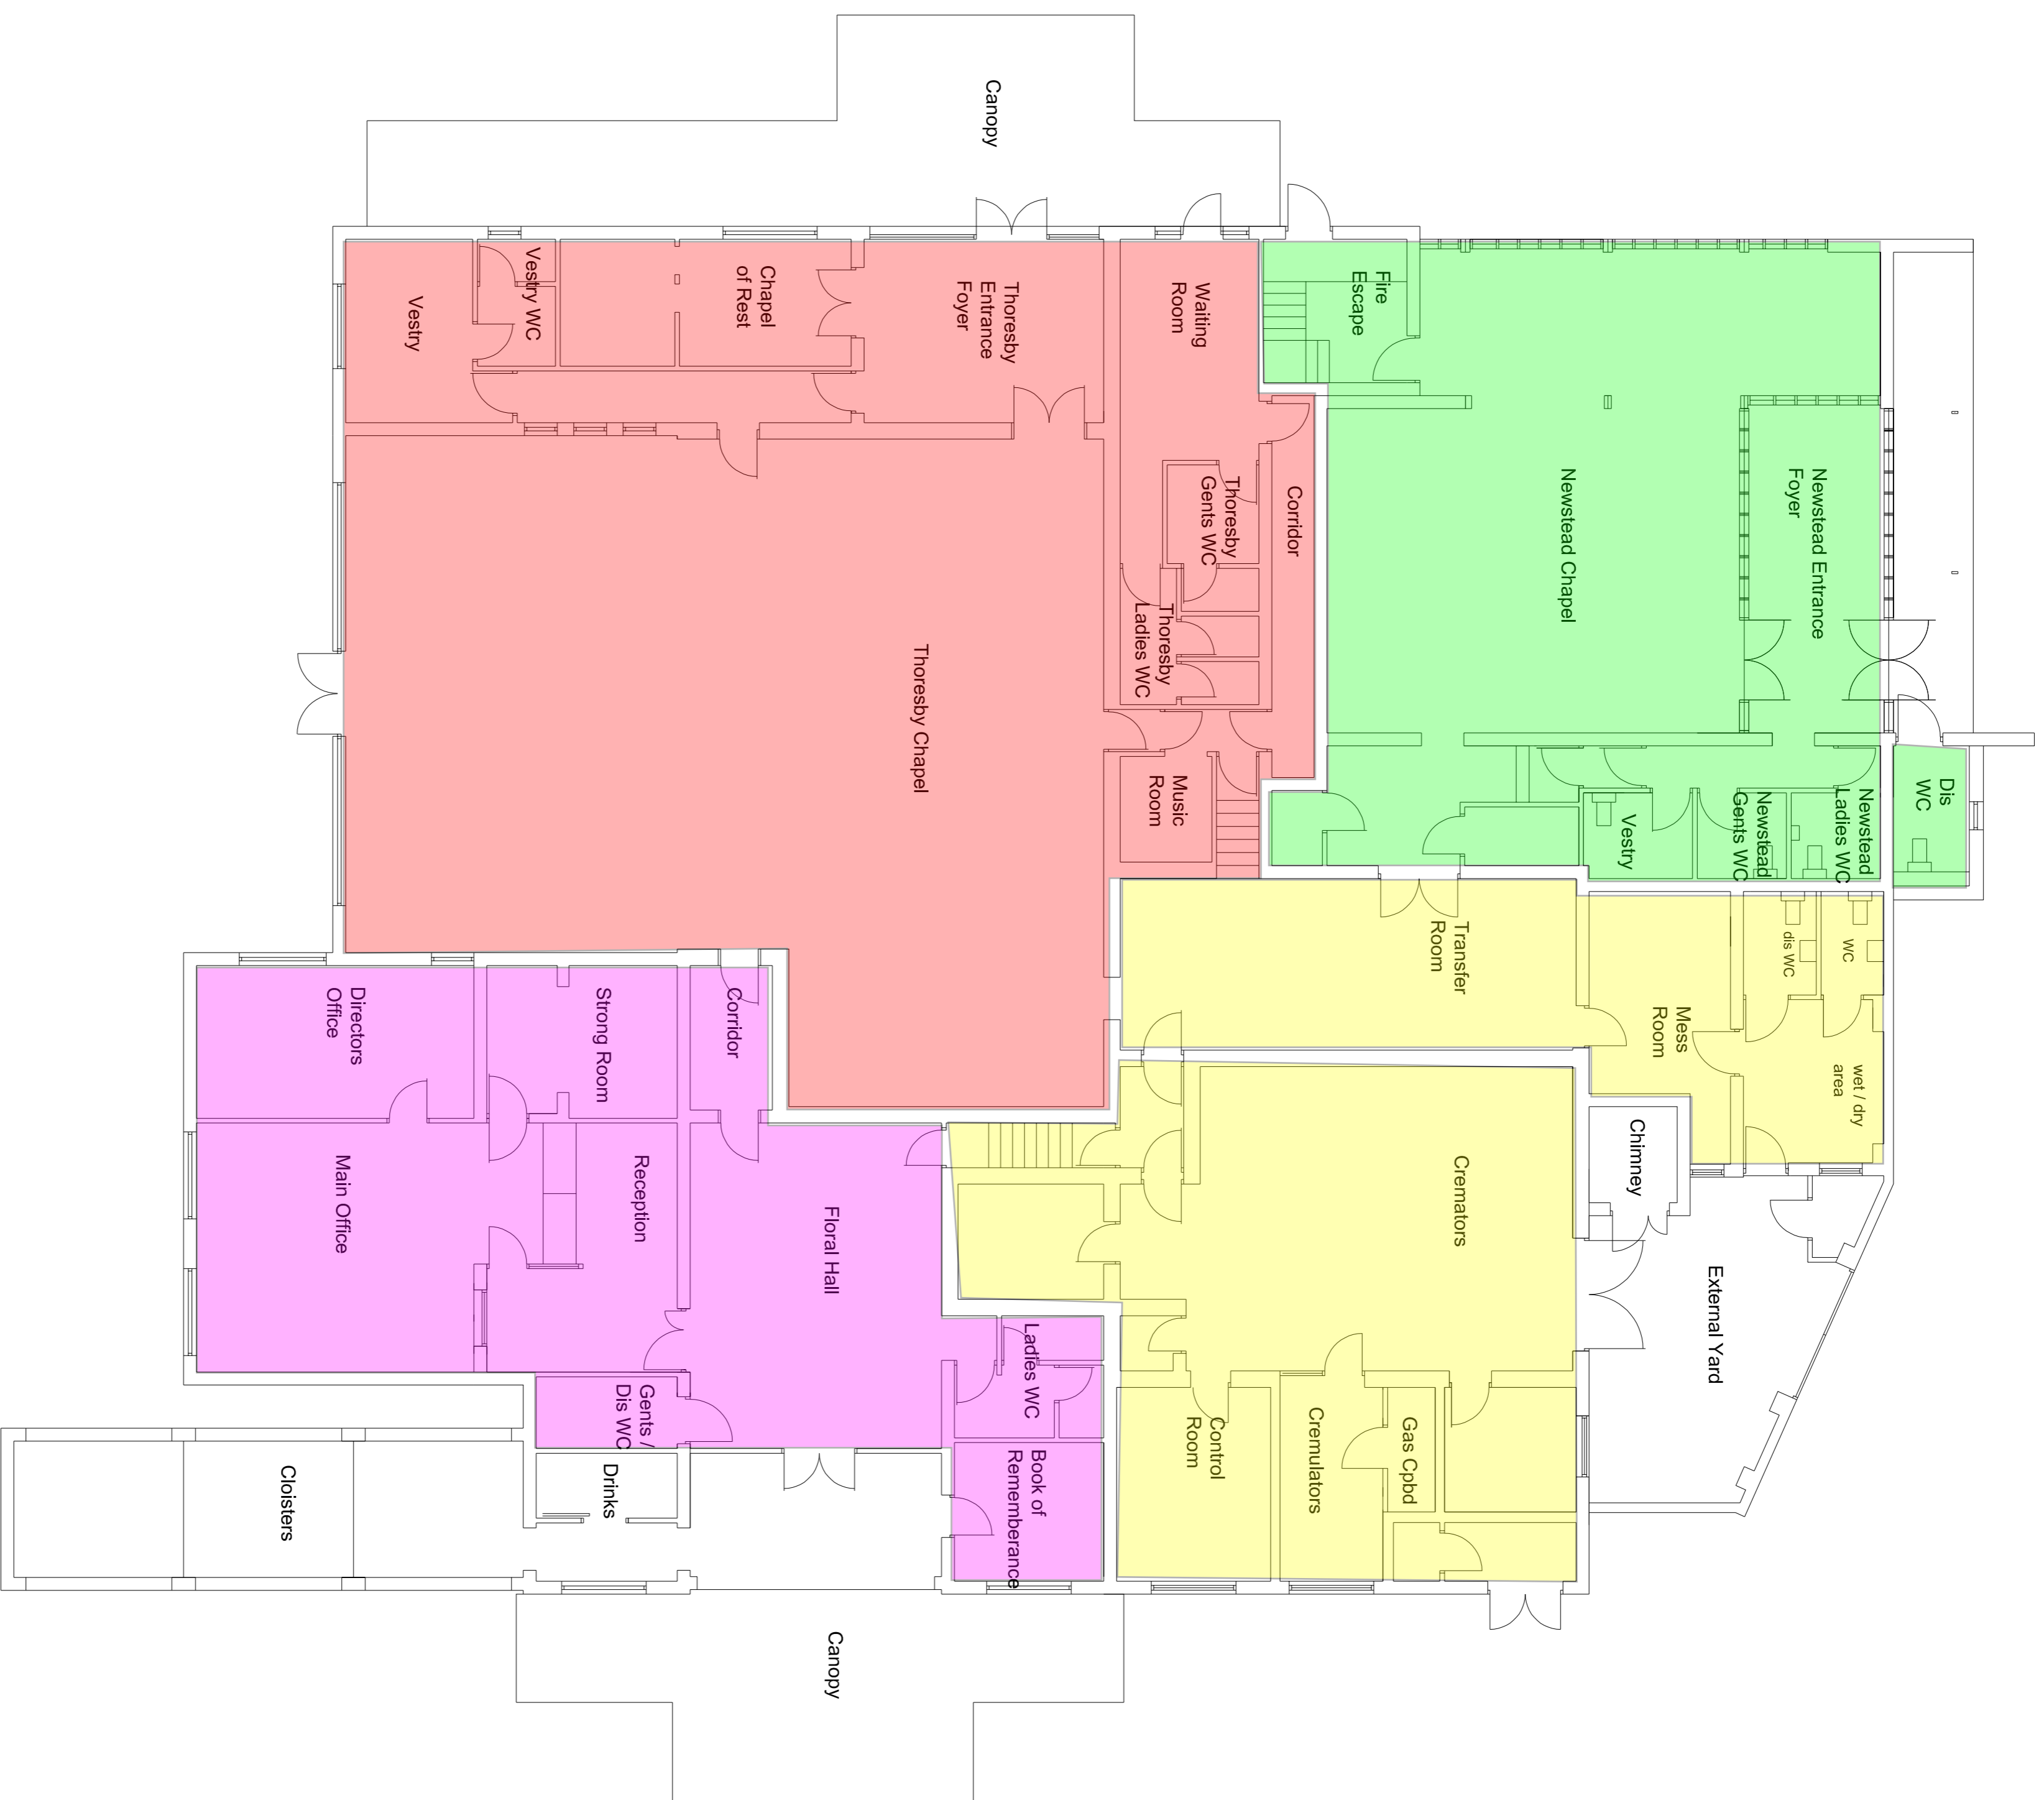 Canopy
Vestry
Vestry WC
Chapel
of Rest
Thoresby
Entrance
Foyer
Waiting
Room
Fire
Escape
Thoresby
Gents WC
Corridor
Newstead Chapel
Newstead Entrance
Foyer
Thoresby
Ladies WC
Thoresby Chapel
Music
Room
Vestry
Newstead
Gents WC
Newstead
Ladies WC
Dis
WC
Transfer
Room
Mess
Room
dis WC
WC
wet / dry
area
Directors
Office
Strong Room
Corridor
Main Office
Reception
Floral Hall
Cremators
Chimney
External Yard
Ladies WC
Gents /
Dis WC
Control
Room
Cremulators
Gas Cpbd
Cloisters
Drinks
Book of
Rememberance
Canopy